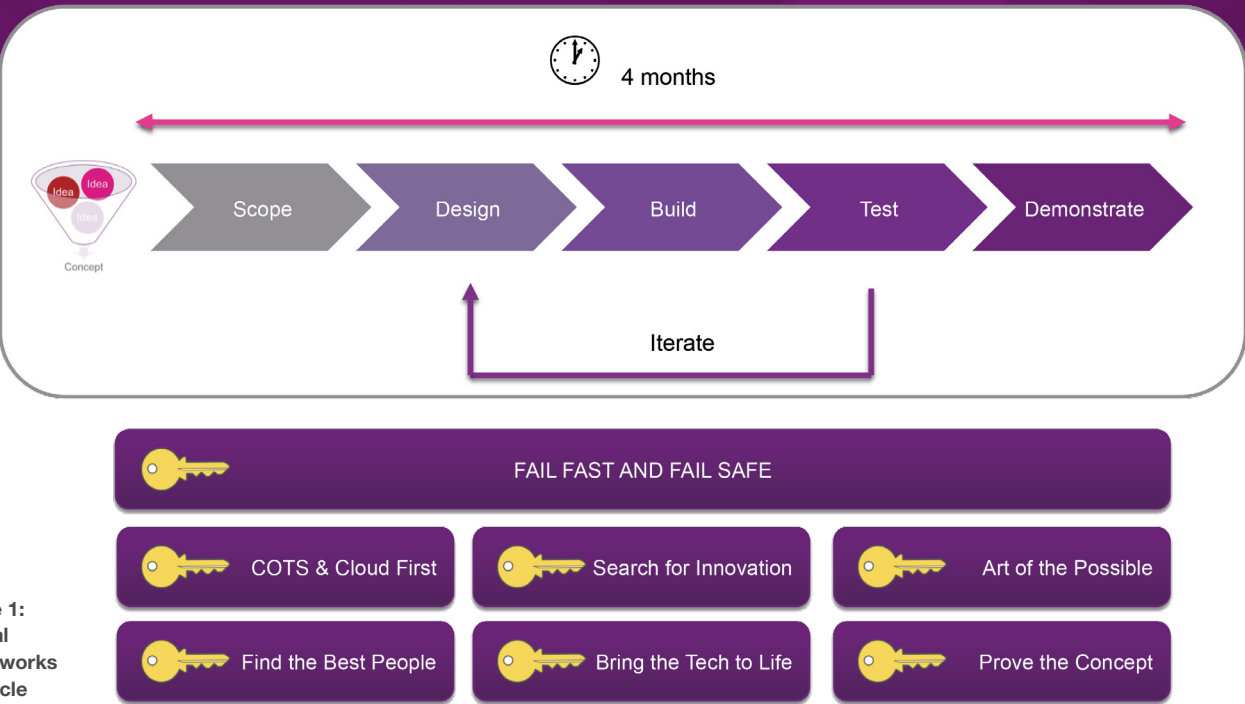 4 months
Idea
Idea
Idea
Concept
Scope
Design
Build
Test
Demonstrate
Iterate
FAIL FAST AND FAIL SAFE
COTS & Cloud First
Search for Innovation
Art of the Possible
Find the Best People
Bring the Tech to Life
Prove the Concept
1:
works